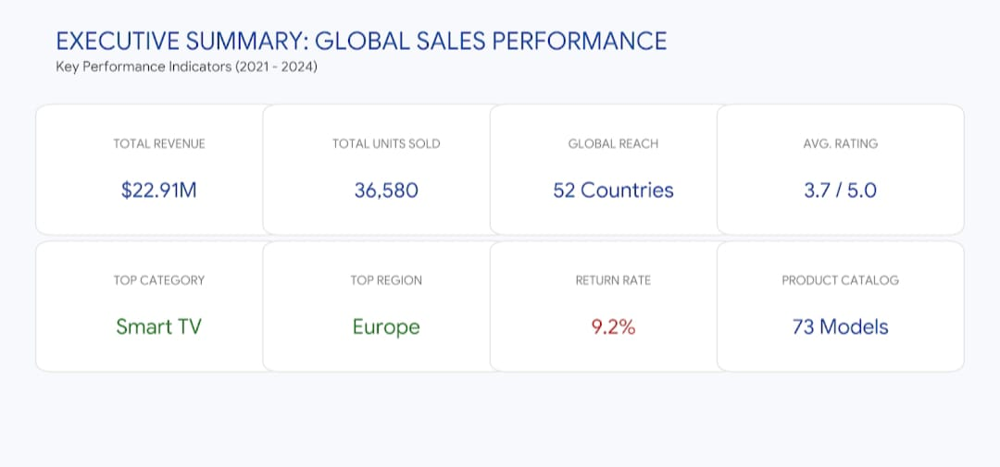 EXECUTIVE SUMMARY: GLOBAL SALES PERFORMANCE
Key Performance Indicators (2021 - 2024)
TOTAL REVENUE
$22.91M
TOTAL UNITS SOLD
36,580
GLOBAL REACH
52 Countries
AVG. RATING
3.7 / 5.0
TOP CATEGORY
Smart TV
TOP REGION
Europe
RETURN RATE
9.2%
PRODUCT CATALOG
73 Models